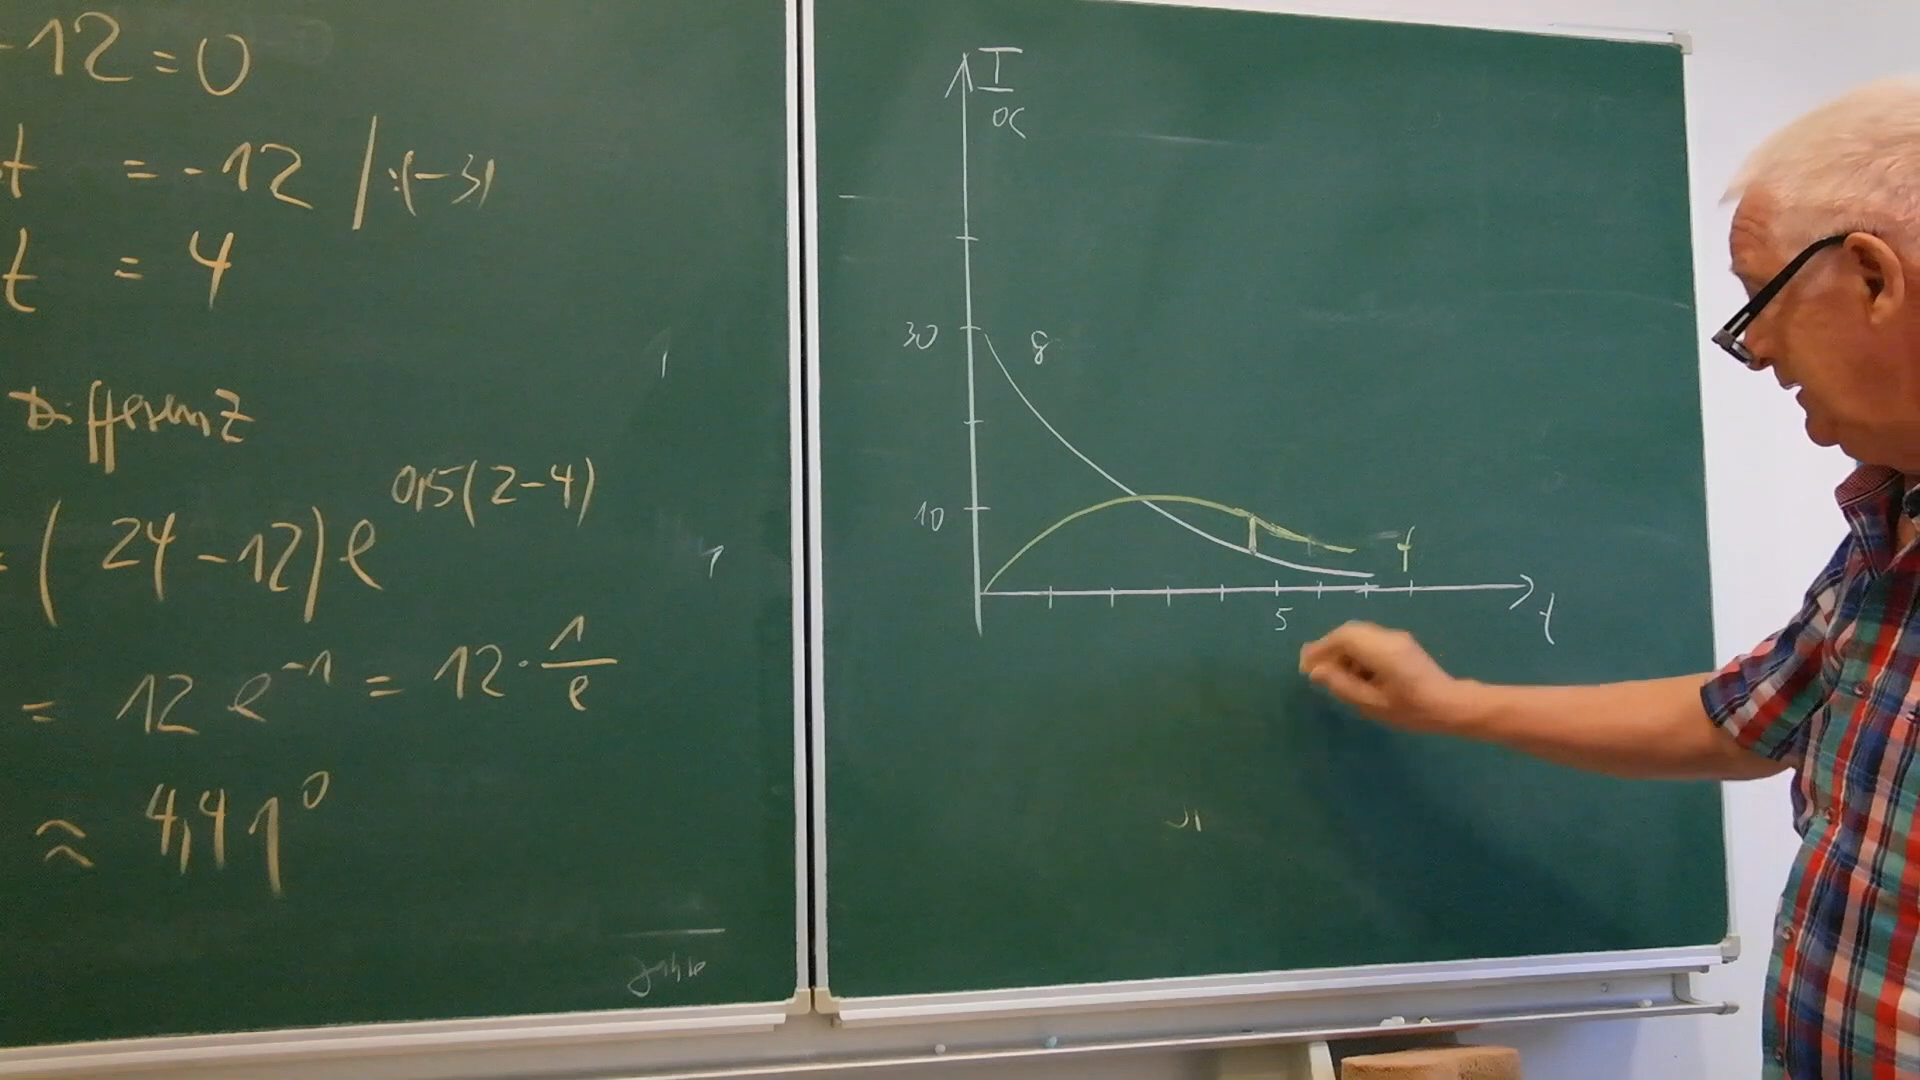 -12=0
t = -12 /:(-3)
t = 4
Differenz
= (24-12)e^{0,5(2-4)}
= 12 e^{-1} = 12 · \frac{1}{e}
≈ 4,41°
T
°C
30
g
10
f
5
t